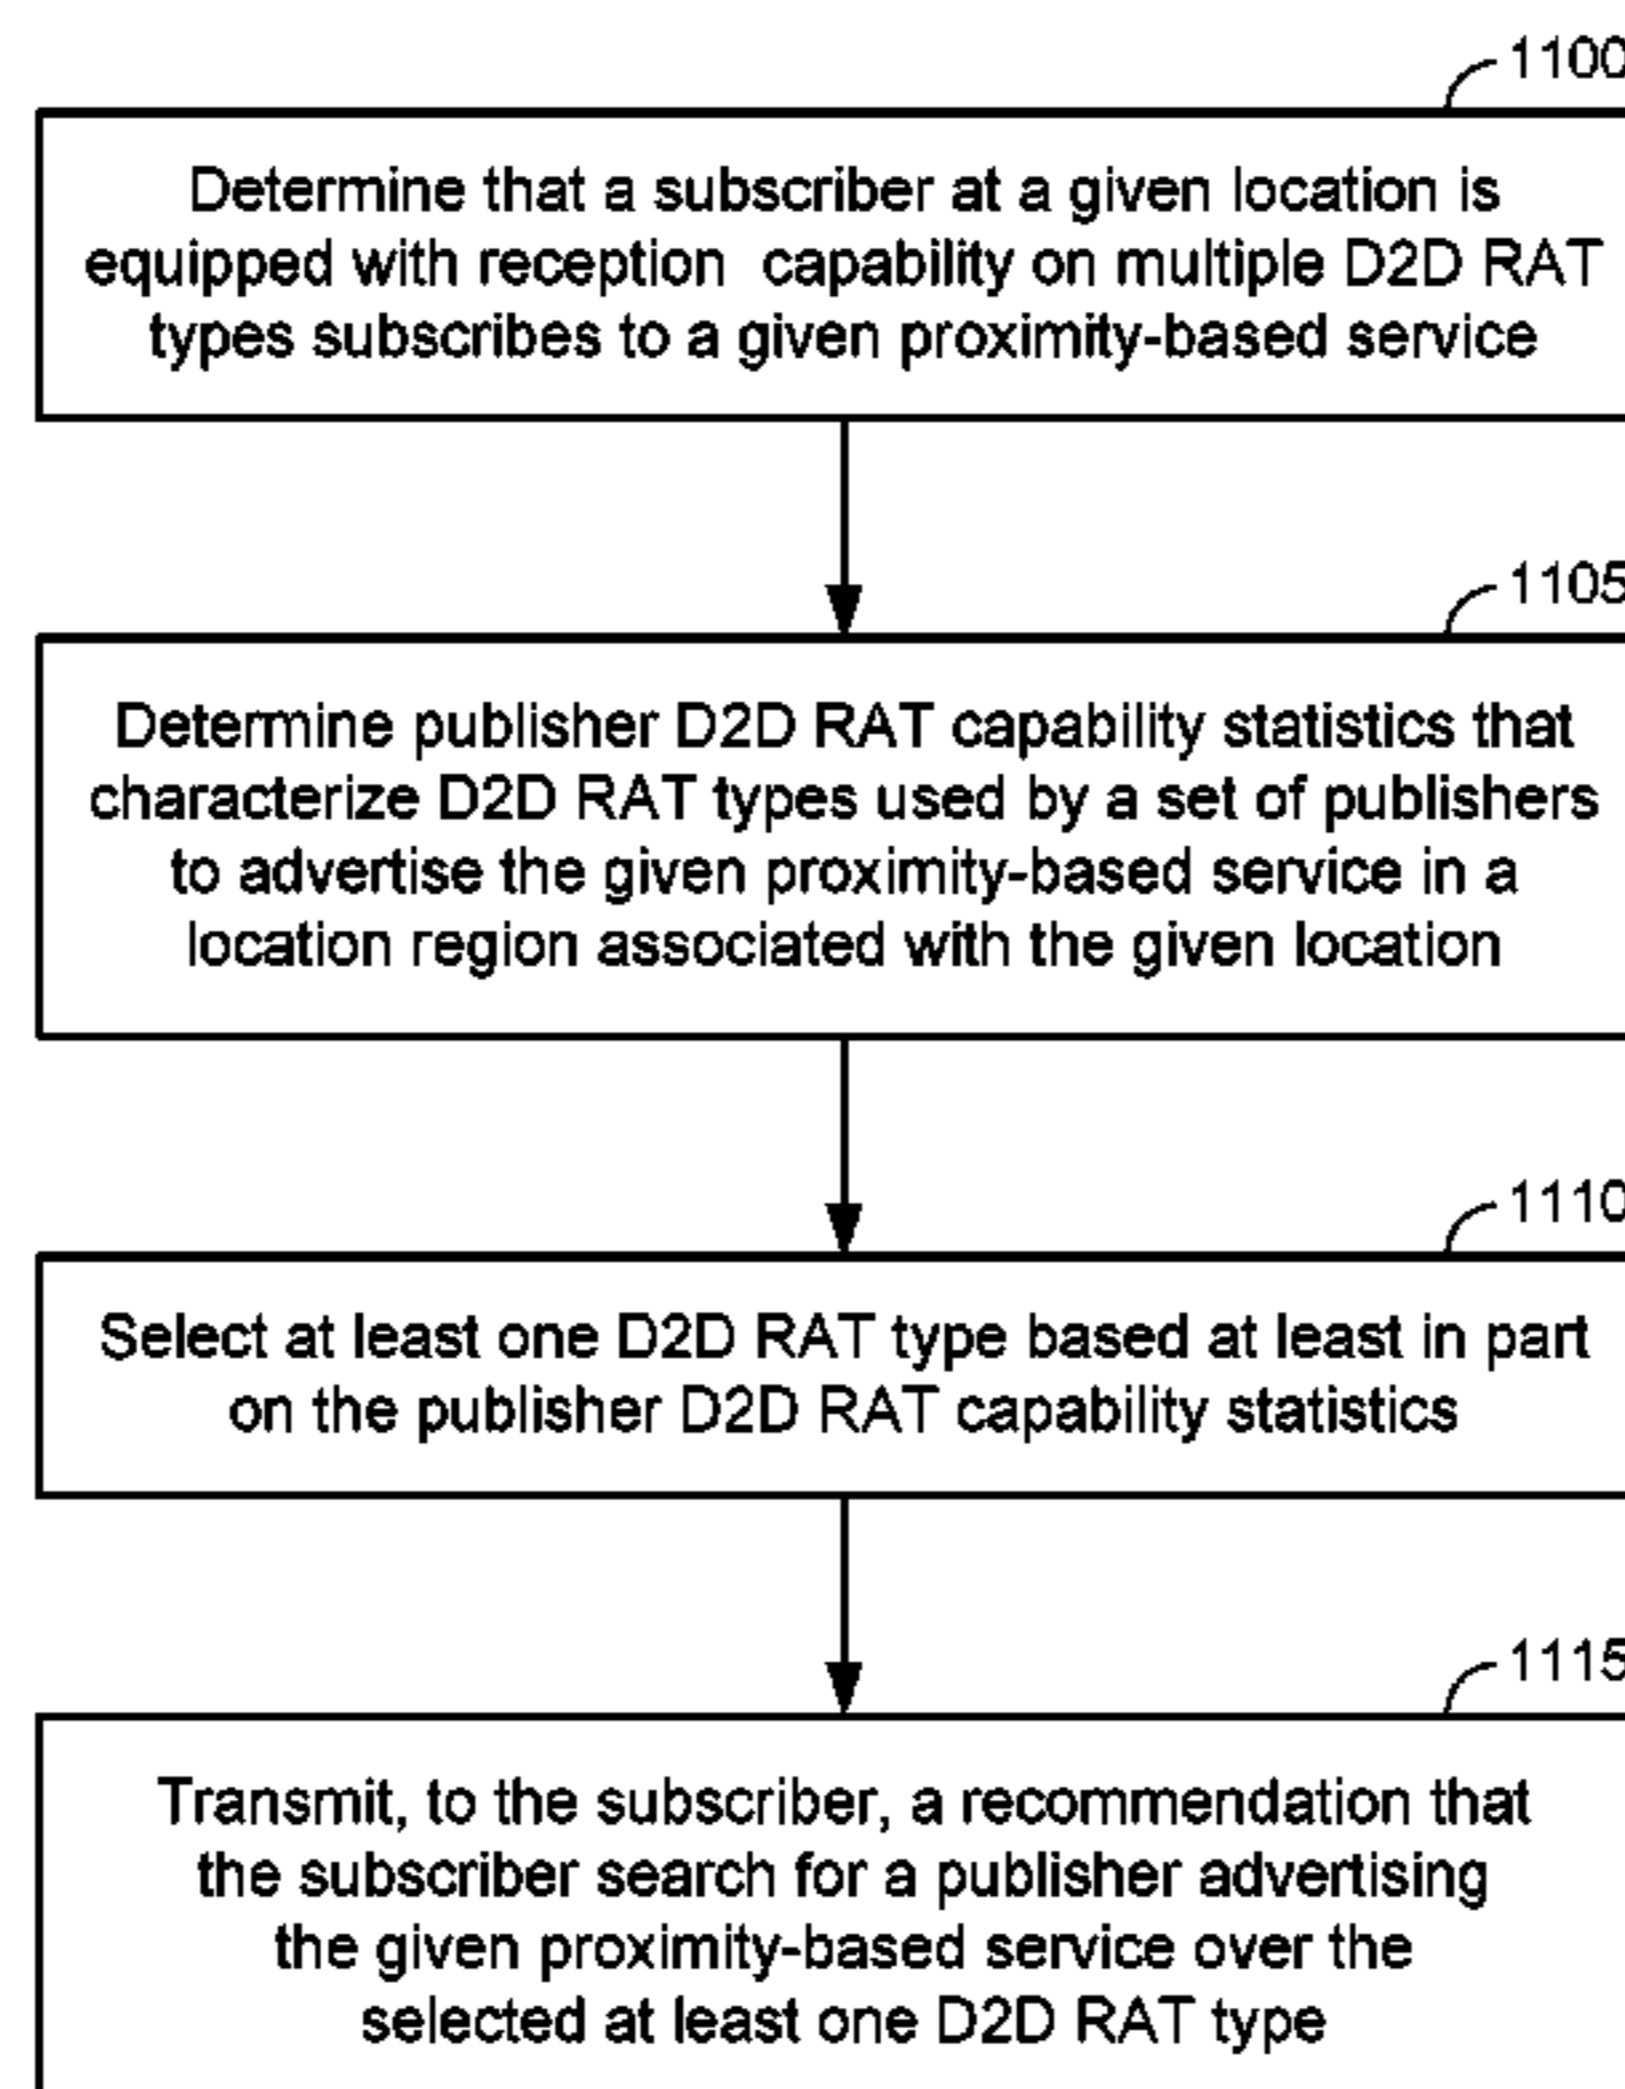 1100
Determine that a subscriber at a given location is
equipped with reception capability on multiple D2D RAT
types subscribes to a given proximity-based service
1105
Determine publisher D2D RAT capability statistics that
characterize D2D RAT types used by a set of publishers
to advertise the given proximity-based service in a
location region associated with the given location
1110
Select at least one D2D RAT type based at least in part
on the publisher D2D RAT capability statistics
1115
Transmit, to the subscriber, a recommendation that
the subscriber search for a publisher advertising
the given proximity-based service over the
selected at least one D2D RAT type